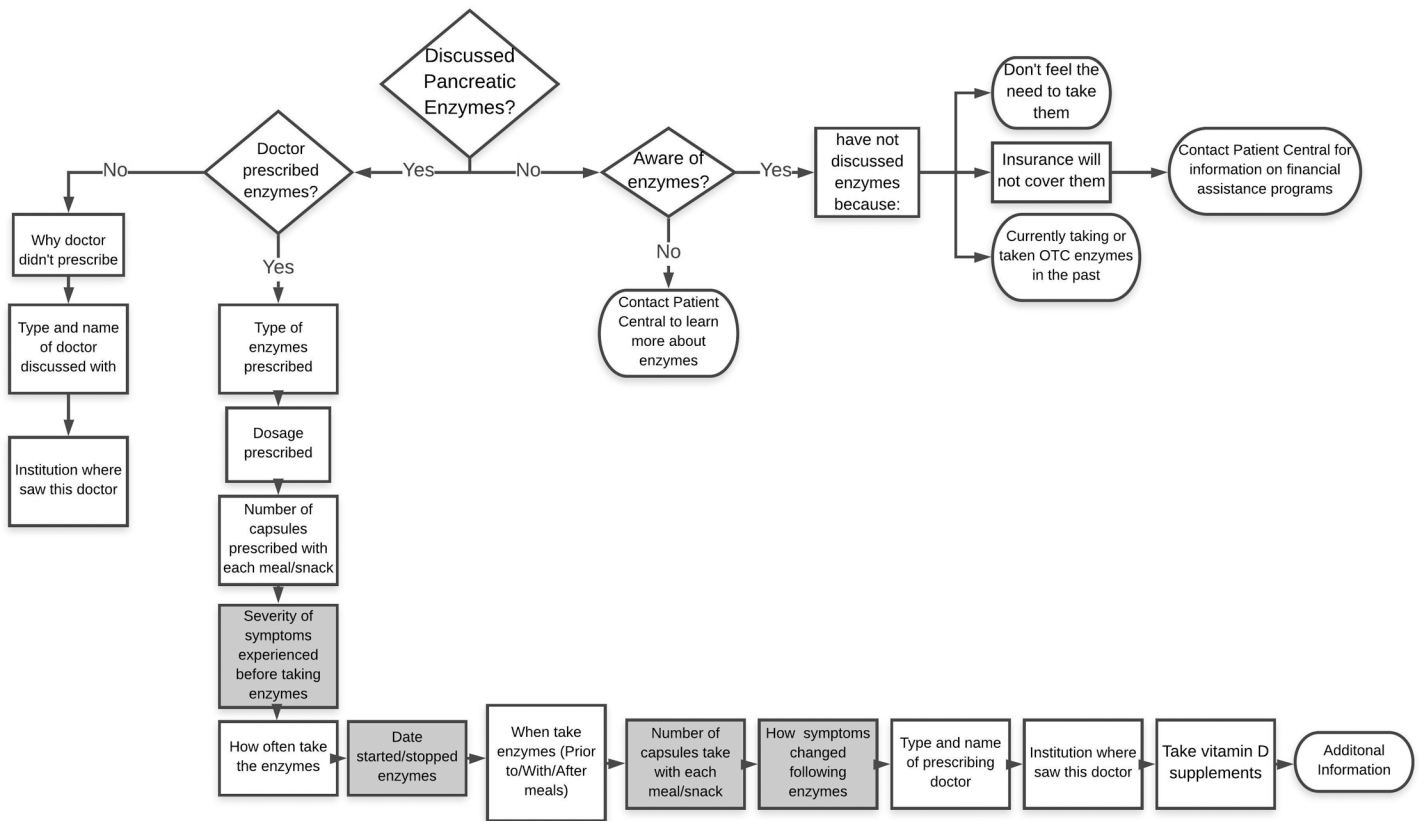 Discussed
Pancreatic
Enzymes?
Doctor
prescribed
enzymes?
No
Yes
No
Aware of
enzymes?
Yes
have not
discussed
enzymes
because:
Don't feel the
need to take
them
Insurance will
not cover them
Contact Patient Central for
information on financial
assistance programs
Currently taking or
taken OTC enzymes
in the past
No
Contact Patient
Central to learn
more about
enzymes
Why doctor
didn't prescribe
Type and name
of doctor
discussed with
Institution where
saw this doctor
Yes
Type of
enzymes
prescribed
Dosage
prescribed
Number of
capsules
prescribed with
each meal/snack
Severity of
symptoms
experienced
before taking
enzymes
How often take
the enzymes
Date
started/stopped
enzymes
When take
enzymes (Prior
to/With/After
meals)
Number of
capsules take
with each
meal/snack
How symptoms
changed
following
enzymes
Type and name
of prescribing
doctor
Institution where
saw this doctor
Take vitamin D
supplements
Additonal
Information